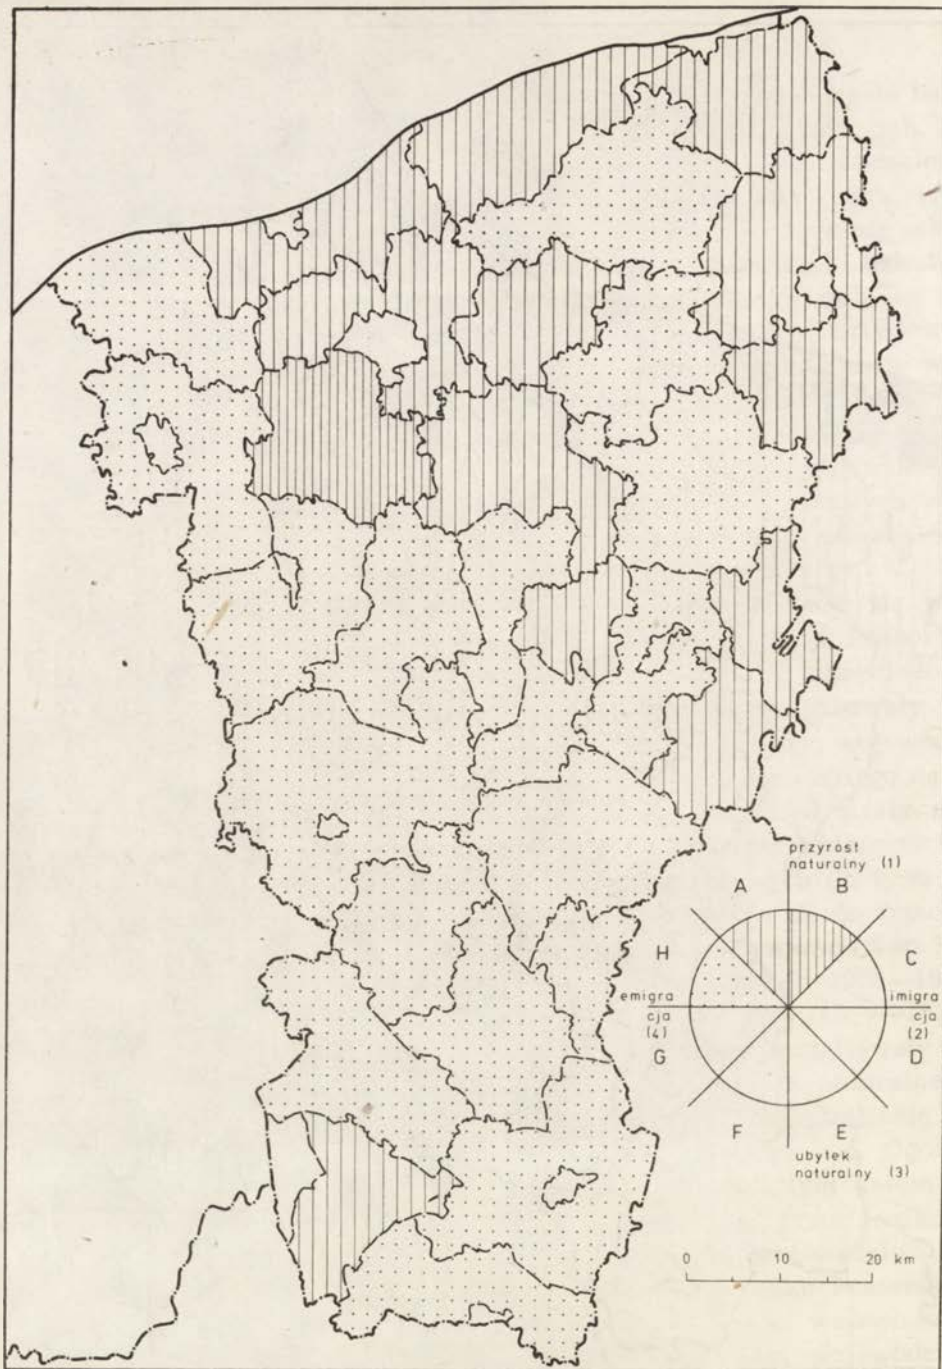 przyrost
naturalny (1)
A B
H C
emigra imigra
cja cja
(4) (2)
G D
F E
ubytek
naturalny (3)
0 10 20 km